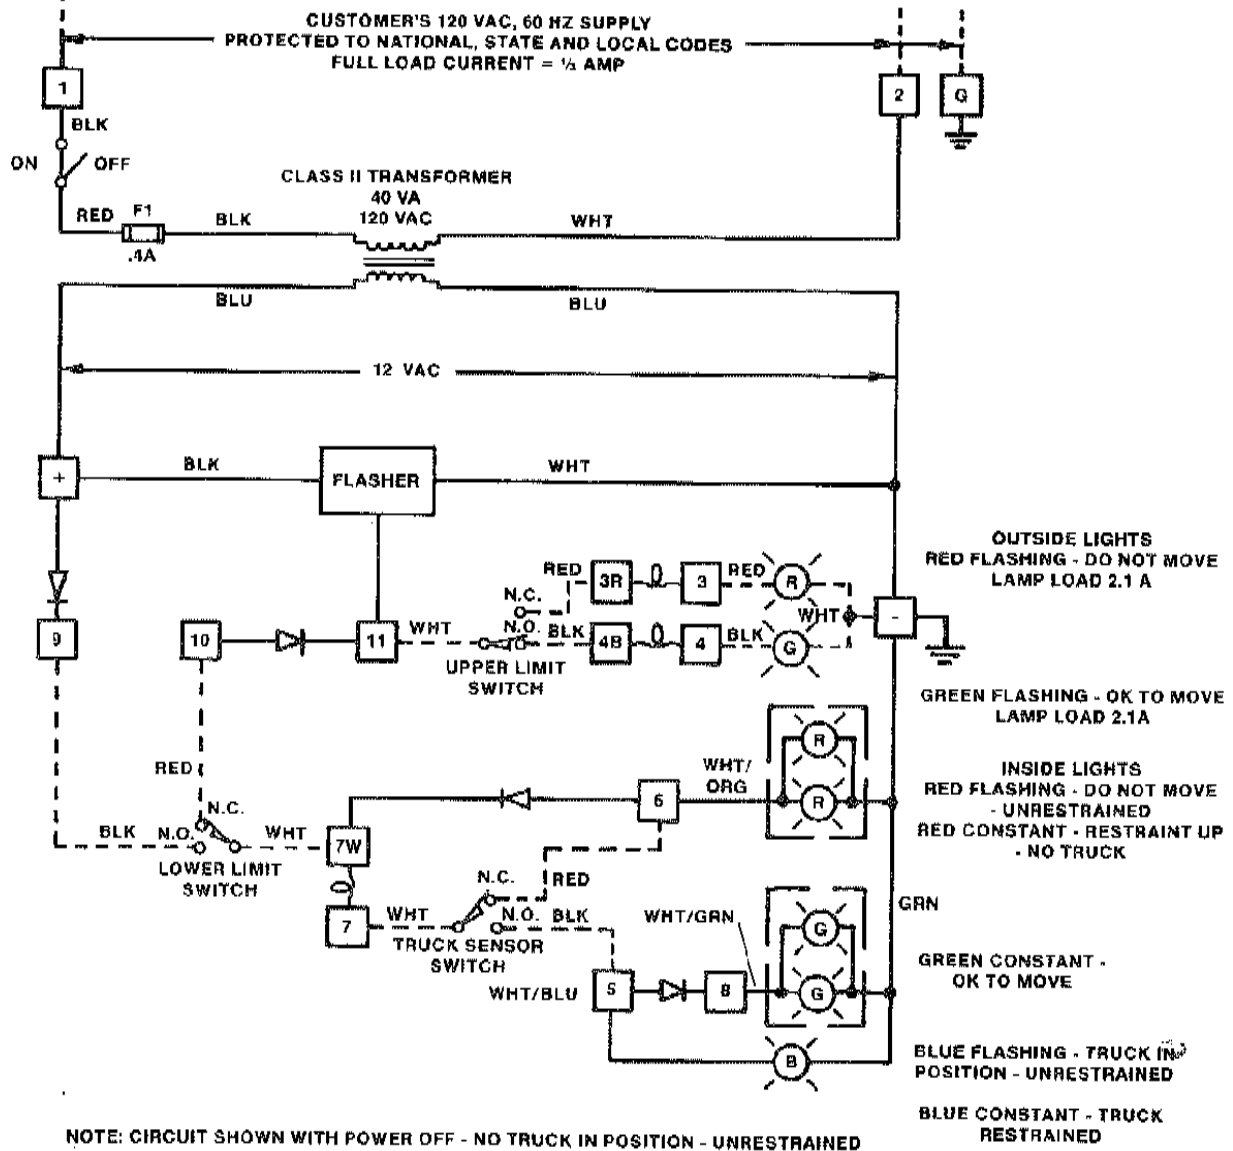 CUSTOMER'S 120 VAC, 60 HZ SUPPLY
PROTECTED TO NATIONAL, STATE AND LOCAL CODES
FULL LOAD CURRENT = ⅓ AMP
1
2
G
BLK
ON
OFF
CLASS II TRANSFORMER
40 VA
120 VAC
RED
F1
.4A
BLK
WHT
BLU
BLU
12 VAC
+
BLK
FLASHER
WHT
OUTSIDE LIGHTS
RED FLASHING - DO NOT MOVE
LAMP LOAD 2.1 A
RED
3R
3
RED
R
N.C.
9
10
11
WHT
N.O.
BLK
4B
4
BLK
G
WHT
-
UPPER LIMIT
SWITCH
GREEN FLASHING - OK TO MOVE
LAMP LOAD 2.1A
RED
R
WHT/
ORG
6
R
INSIDE LIGHTS
RED FLASHING - DO NOT MOVE
- UNRESTRAINED
RED CONSTANT - RESTRAINT UP
- NO TRUCK
N.C.
BLK
N.O.
WHT
7W
LOWER LIMIT
SWITCH
N.C.
RED
7
WHT
N.O.
BLK
TRUCK SENSOR
SWITCH
WHT/GRN
G
GRN
WHT/BLU
5
8
G
GREEN CONSTANT -
OK TO MOVE
B
BLUE FLASHING - TRUCK IN
POSITION - UNRESTRAINED
BLUE CONSTANT - TRUCK
RESTRAINED
NOTE: CIRCUIT SHOWN WITH POWER OFF - NO TRUCK IN POSITION - UNRESTRAINED